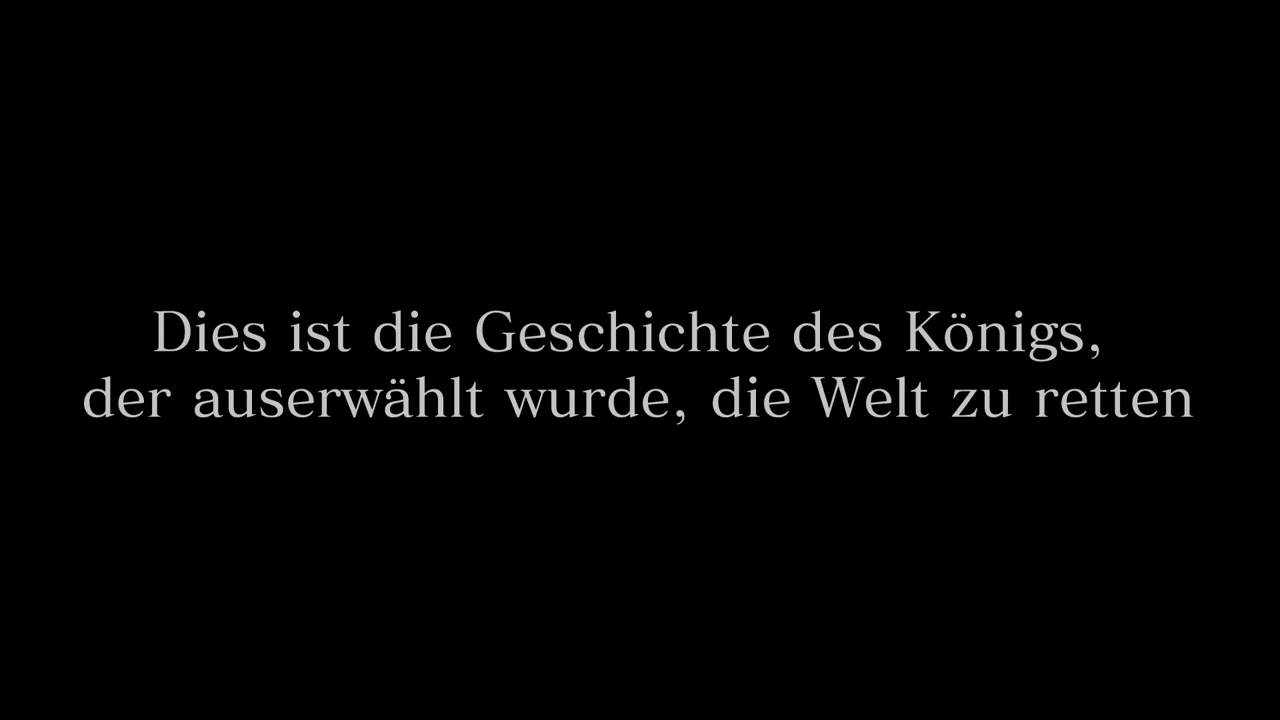 Dies ist die Geschichte des Königs,
der auserwählt wurde, die Welt zu retten